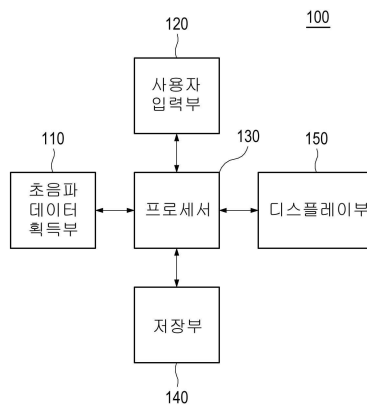 100
120
사용자
입력부
110
130
150
초음파
데이터
획득부
프로세서
디스플레이부
저장부
140